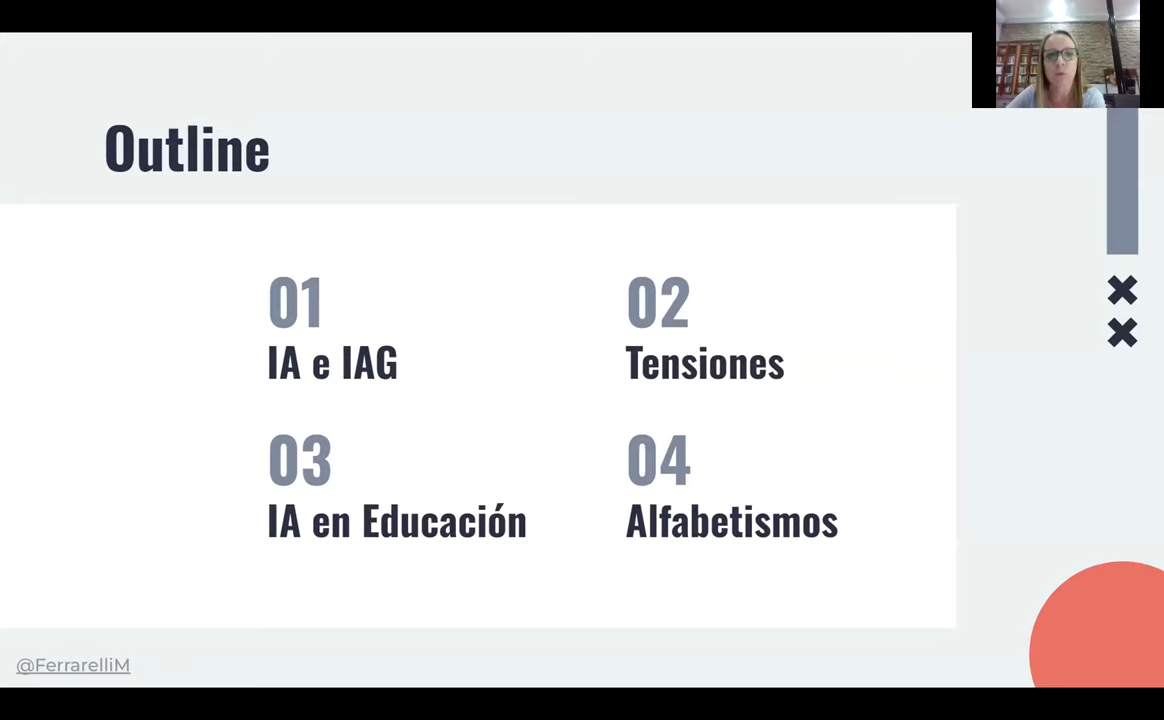 Outline
01
IA e IAG
02
Tensiones
03
IA en Educación
04
Alfabetismos
@FerrarelliM